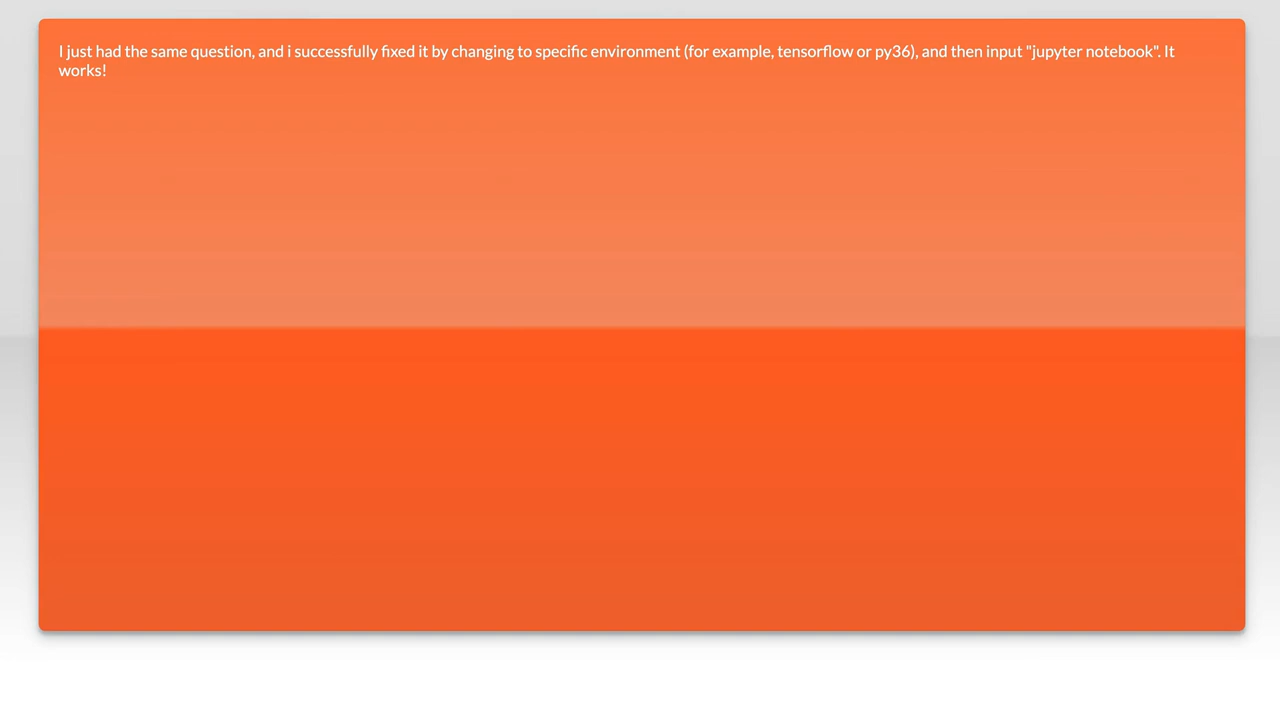 I just had the same question, and i successfully fixed it by changing to specific environment (for example, tensorflow or py36), and then input "jupyter notebook". It
works!